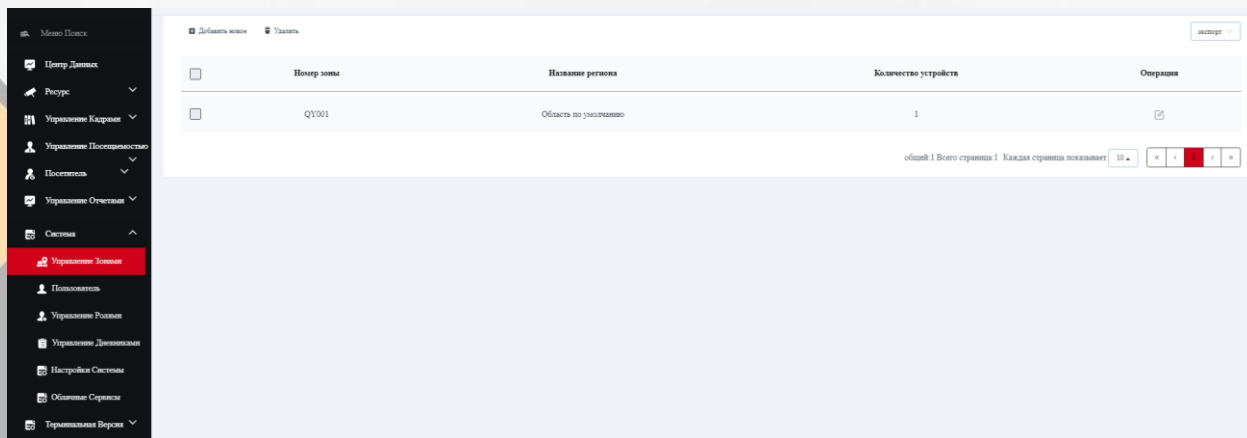 Меню Поиск
Центр Данных
Ресурс
Управление Кадрами
Управление Посещаемостью
Посетитель
Управление Отчетами
Система
Управление Зонами
Пользователь
Управление Ролями
Управление Дневниками
Настройки Системы
Облачные Сервисы
Терминальная Версия
Добавить новое Удалить экспорт
Номер зоны Название региона Количество устройств Операция
QY001 Область по умолчанию 1
общий:1 Всего страница:1 Каждая страница показывает 10 « ‹ 1 › »